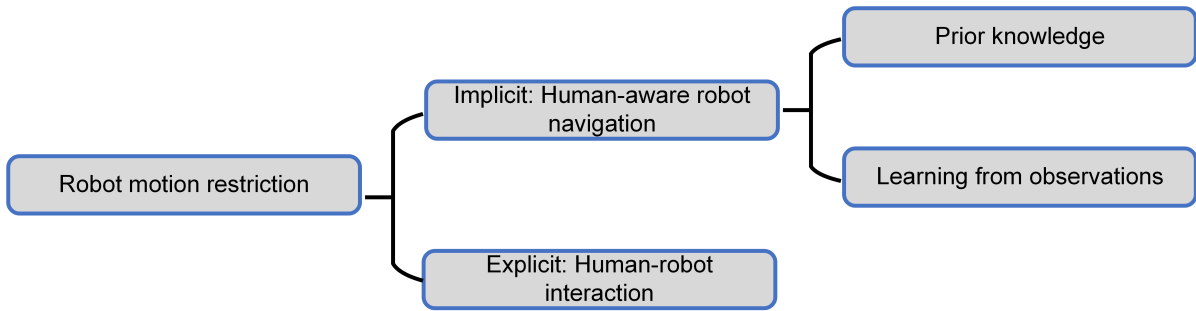 Prior knowledge
Implicit: Human-aware robot
navigation
Robot motion restriction
Learning from observations
Explicit: Human-robot
interaction